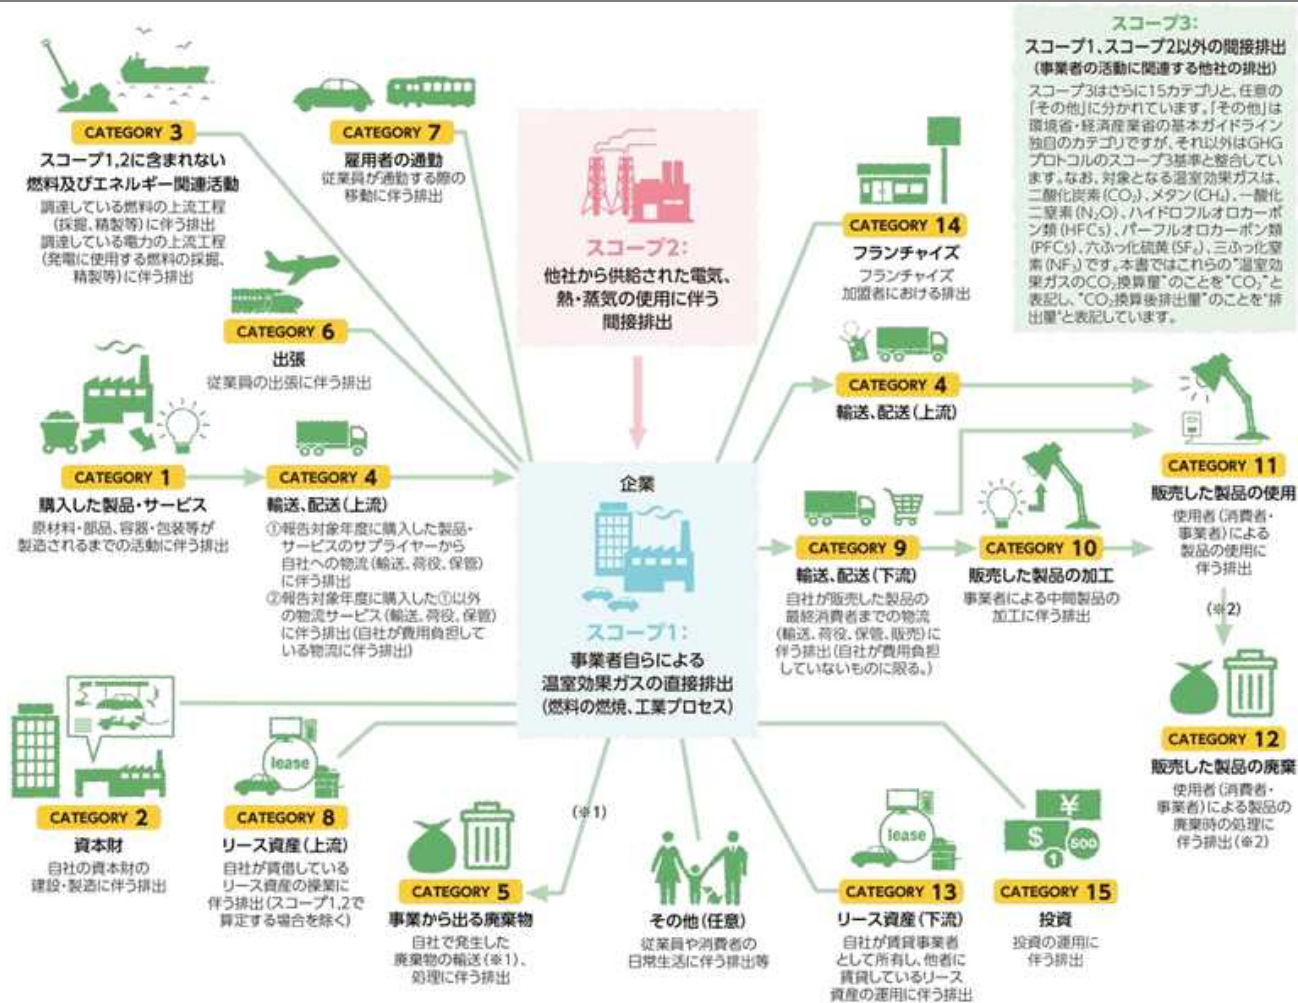 スコープ3:
スコープ1、スコープ2以外の間接排出
(事業者の活動に関連する他社の排出)
スコープ3はさらに15カテゴリと、任意の
「その他」に分かれています。「その他」は
環境省・経済産業省の基本ガイドライン
独自のカテゴリですが、それ以外はGHG
プロトコルのスコープ3基準と整合してい
ます。なお、対象となる温室効果ガスは、
二酸化炭素(CO₂)、メタン(CH₄)、一酸化
二窒素(N₂O)、ハイドロフルオロカーボ
ン類(HFCs)、パーフルオロカーボン類
(PFCs)、六ふっ化硫黄(SF₆)、三ふっ化窒
素(NF₃)です。本書ではこれらの"温室効
果ガスのCO₂換算量"のことを"CO₂"と
表記し、"CO₂換算後排出量"のことを"排
出量"と表記しています。
CATEGORY 3
スコープ1,2に含まれない
燃料及びエネルギー関連活動
調達している燃料の上流工程
(採掘、精製等)に伴う排出
調達している電力の上流工程
(発電に使用する燃料の採掘、
精製等)に伴う排出
CATEGORY 7
雇用者の通勤
従業員が通勤する際の
移動に伴う排出
スコープ2:
他社から供給された電気、
熱・蒸気の使用に伴う
間接排出
CATEGORY 14
フランチャイズ
フランチャイズ
加盟者における排出
CATEGORY 6
出張
従業員の出張に伴う排出
CATEGORY 4
輸送、配送(上流)
CATEGORY 1
購入した製品・サービス
原材料・部品、容器・包装等が
製造されるまでの活動に伴う排出
CATEGORY 4
輸送、配送(上流)
①報告対象年度に購入した製品・
サービスのサプライヤーから
自社への物流(輸送、荷役、保管)
に伴う排出
②報告対象年度に購入した①以外
の物流サービス(輸送、荷役、保管)
に伴う排出(自社が費用負担して
いる物流に伴う排出)
企業
スコープ1:
事業者自らによる
温室効果ガスの直接排出
(燃料の燃焼、工業プロセス)
CATEGORY 9
輸送、配送(下流)
自社が販売した製品の
最終消費者までの物流
(輸送、荷役、保管、販売)に
伴う排出(自社が費用負担
していないものに限る。)
CATEGORY 10
販売した製品の加工
事業者による中間製品の
加工に伴う排出
CATEGORY 11
販売した製品の使用
使用者(消費者・
事業者)による
製品の使用に
伴う排出
(※2)
CATEGORY 12
販売した製品の廃棄
使用者(消費者・
事業者)による製品の
廃棄時の処理に
伴う排出(※2)
CATEGORY 2
資本財
自社の資本財の
建設・製造に伴う排出
lease
CATEGORY 8
リース資産(上流)
自社が賃借している
リース資産の操業に
伴う排出(スコープ1,2で
算定する場合を除く)
(※1)
CATEGORY 5
事業から出る廃棄物
自社で発生した
廃棄物の輸送(※1)、
処理に伴う排出
その他(任意)
従業員や消費者の
日常生活に伴う排出等
lease
CATEGORY 13
リース資産(下流)
自社が賃貸事業者
として所有し、他者に
賃貸しているリース
資産の運用に伴う排出
¥
$
1
500
CATEGORY 15
投資
投資の運用に
伴う排出